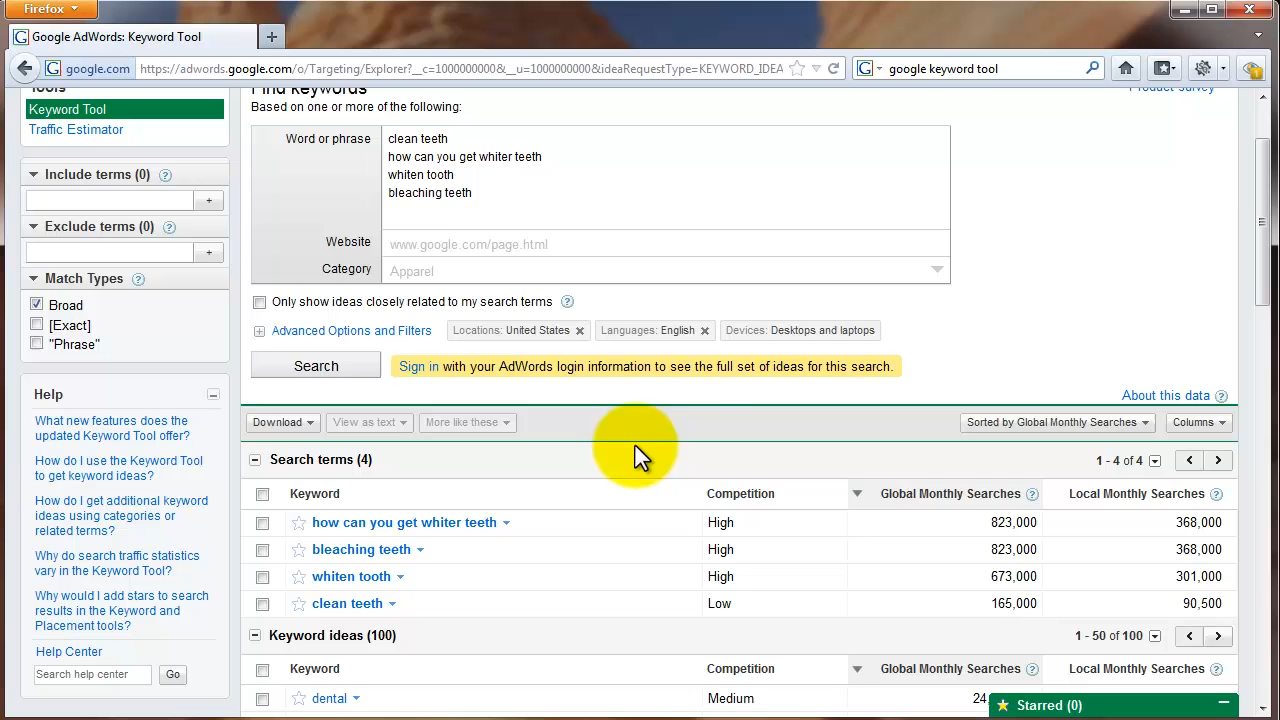 Firefox
Google AdWords: Keyword Tool
google.com
https://adwords.google.com/o/Targeting/Explorer?__c=1000000000&__u=1000000000&ideaRequestType=KEYWORD_IDEA
google keyword tool
Tools
Keyword Tool
Traffic Estimator
Include terms (0)
+
Exclude terms (0)
+
Match Types
Broad
[Exact]
"Phrase"
Help
What new features does the
updated Keyword Tool offer?
How do I use the Keyword Tool
to get keyword ideas?
How do I get additional keyword
ideas using categories or
related terms?
Why do search traffic statistics
vary in the Keyword Tool?
Why would I add stars to search
results in the Keyword and
Placement tools?
Help Center
Search help center
Go
Find keywords
Product survey
Based on one or more of the following:
Word or phrase
clean teeth
how can you get whiter teeth
whiten tooth
bleaching teeth
Website
www.google.com/page.html
Category
Apparel
Only show ideas closely related to my search terms
Advanced Options and Filters
Locations: United States
Languages: English
Devices: Desktops and laptops
Search
Sign in with your AdWords login information to see the full set of ideas for this search.
About this data
Download
View as text
More like these
Sorted by Global Monthly Searches
Columns
Search terms (4)
1 - 4 of 4
Keyword Competition Global Monthly Searches Local Monthly Searches
how can you get whiter teeth High 823,000 368,000
bleaching teeth High 823,000 368,000
whiten tooth High 673,000 301,000
clean teeth Low 165,000 90,500
Keyword ideas (100)
1 - 50 of 100
Keyword Competition Global Monthly Searches Local Monthly Searches
dental Medium 24,
Starred (0)